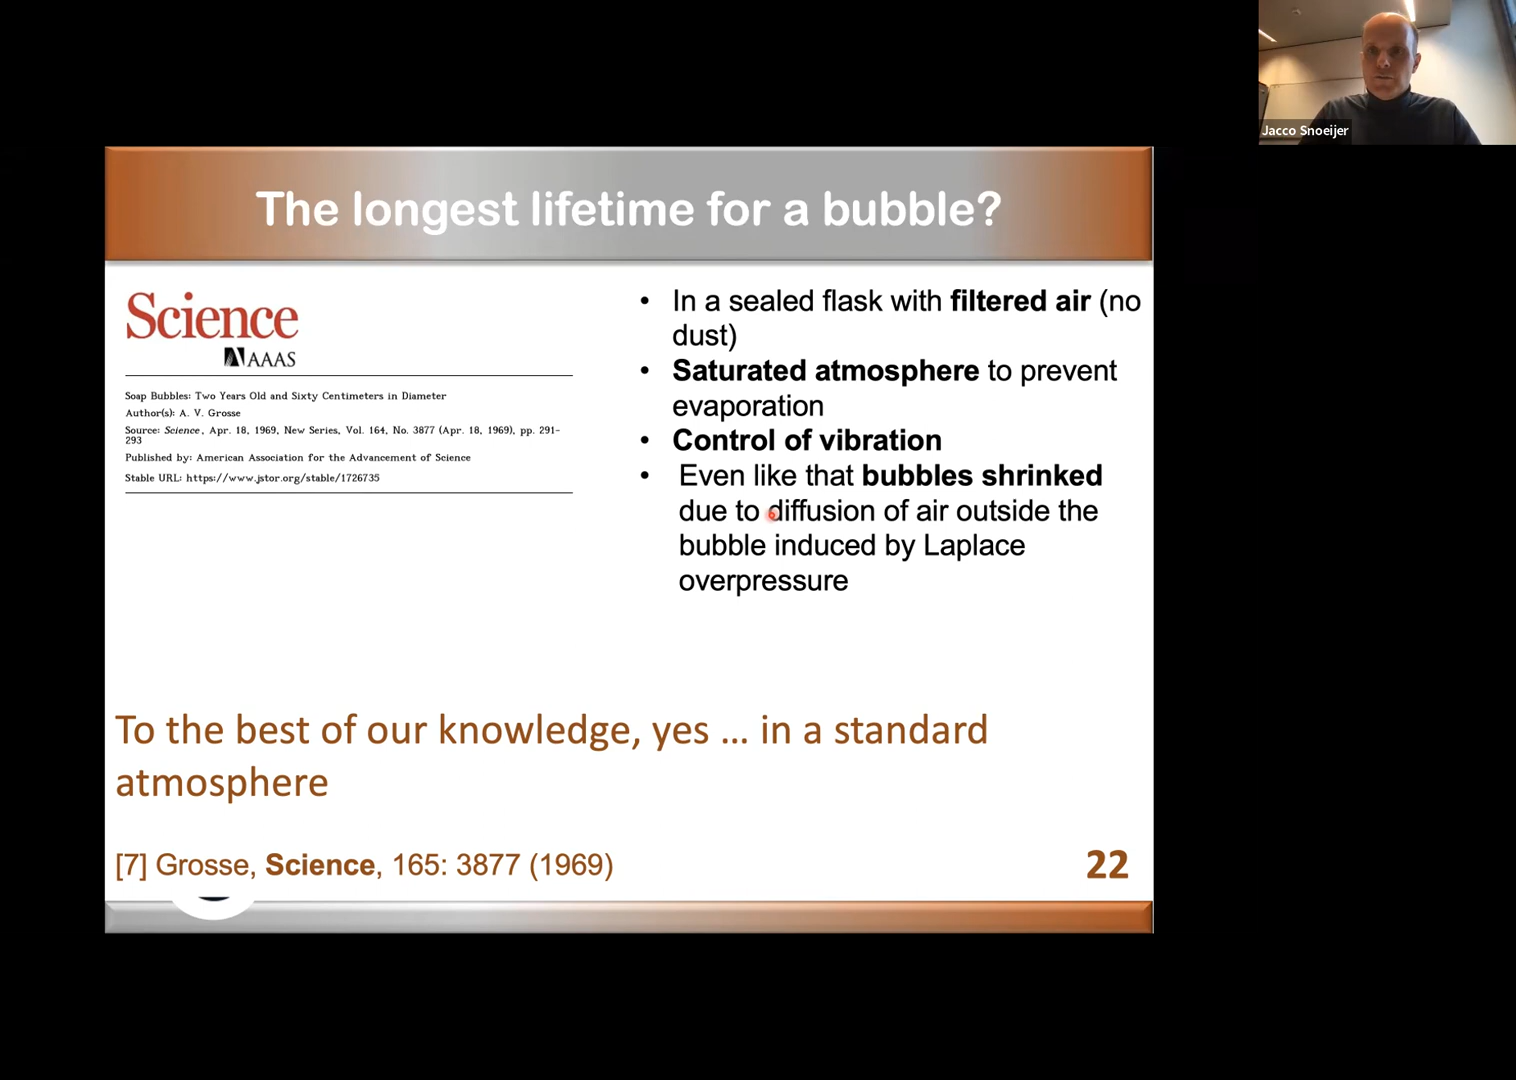 Jacco Snoeijer
The longest lifetime for a bubble?
Science
AAAS
Soap Bubbles: Two Years Old and Sixty Centimeters in Diameter
Author(s): A. V. Grosse
Source: Science, Apr. 18, 1969, New Series, Vol. 164, No. 3877 (Apr. 18, 1969), pp. 291-
293
Published by: American Association for the Advancement of Science
Stable URL: https://www.jstor.org/stable/1726735
• In a sealed flask with filtered air (no
dust)
• Saturated atmosphere to prevent
evaporation
• Control of vibration
• Even like that bubbles shrinked
due to diffusion of air outside the
bubble induced by Laplace
overpressure
To the best of our knowledge, yes ... in a standard
atmosphere
[7] Grosse, Science, 165: 3877 (1969)
22